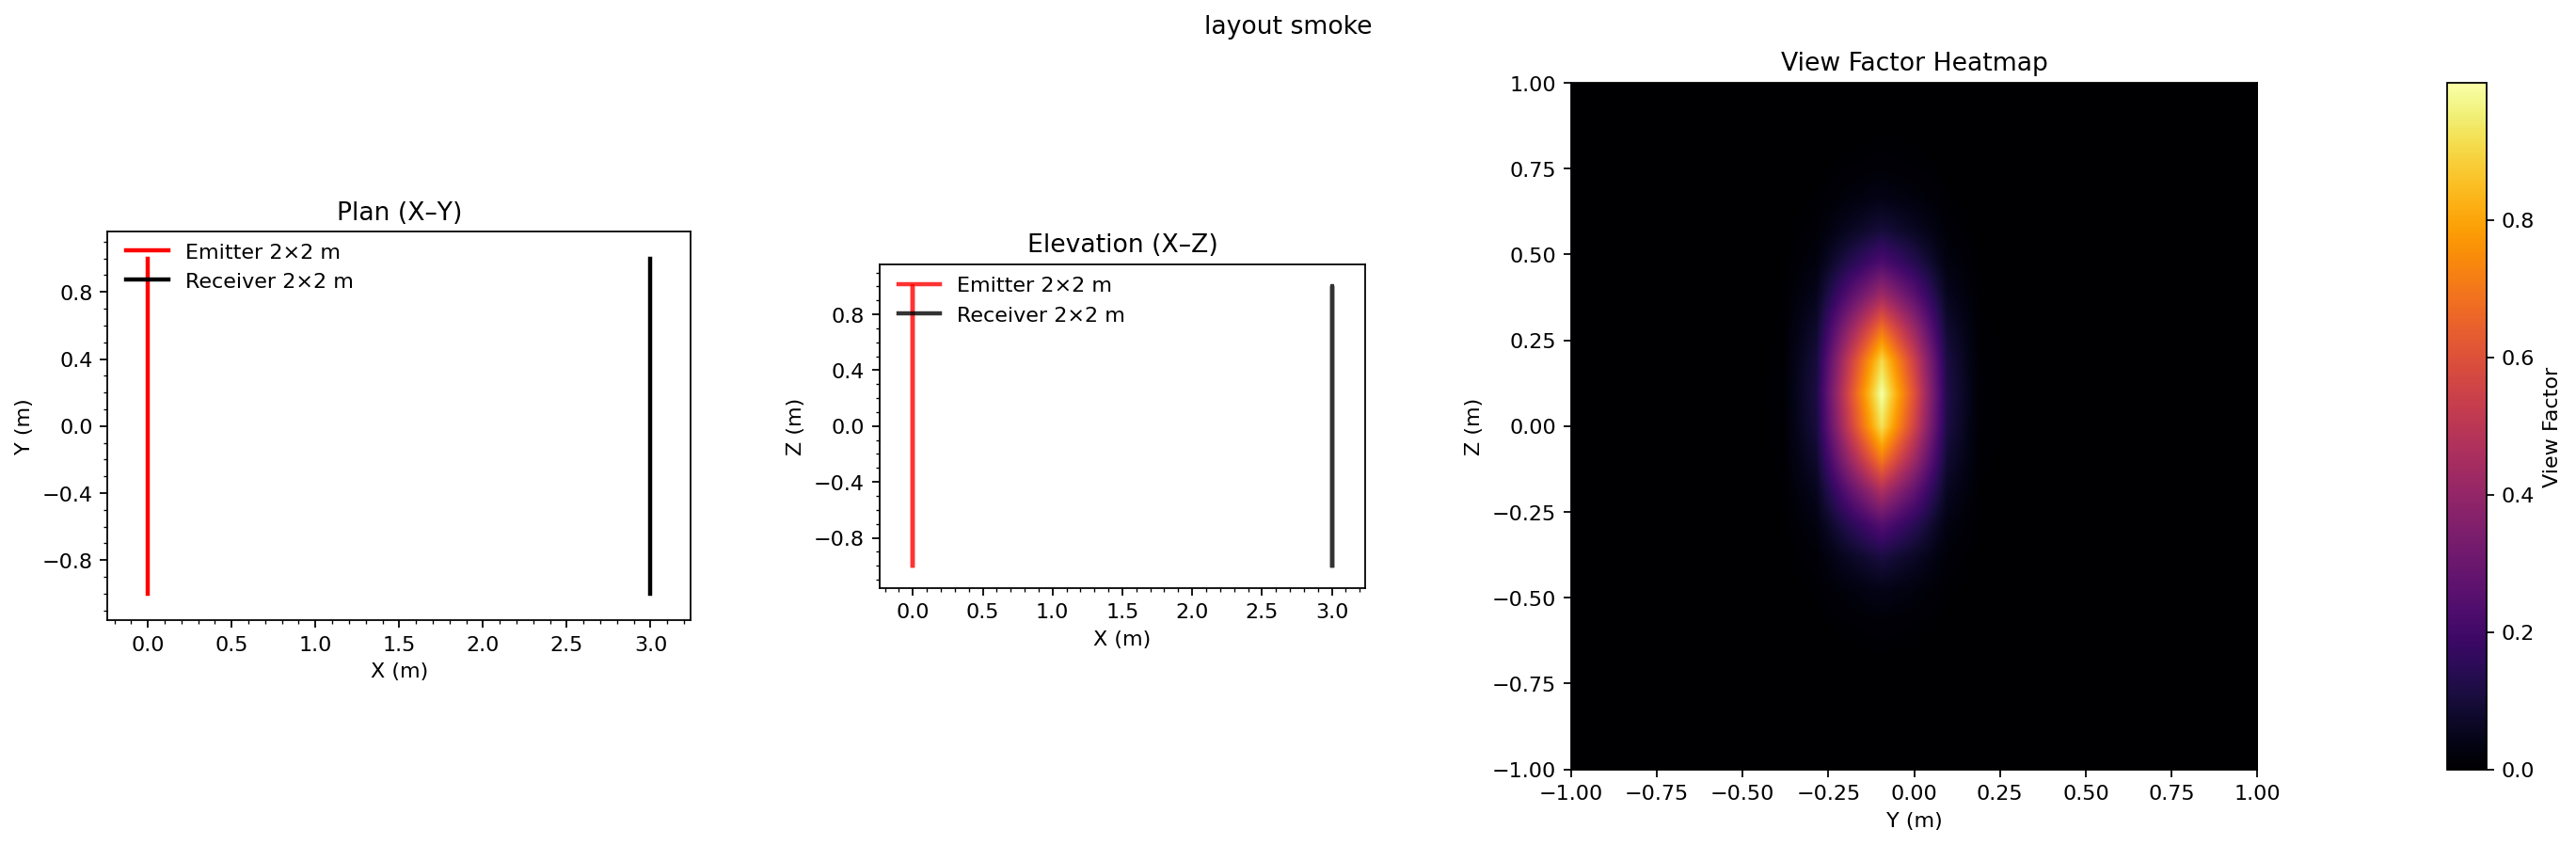 layout smoke
Plan (X–Y)
Emitter 2×2 m
Receiver 2×2 m
0.8
0.4
0.0
−0.4
−0.8
Y (m)
0.0 0.5 1.0 1.5 2.0 2.5 3.0
X (m)
Elevation (X–Z)
Emitter 2×2 m
Receiver 2×2 m
0.8
0.4
0.0
−0.4
−0.8
Z (m)
0.0 0.5 1.0 1.5 2.0 2.5 3.0
X (m)
View Factor Heatmap
1.00
0.75
0.50
0.25
0.00
−0.25
−0.50
−0.75
−1.00
Z (m)
−1.00 −0.75 −0.50 −0.25 0.00 0.25 0.50 0.75 1.00
Y (m)
0.8
0.6
0.4
0.2
0.0
View Factor